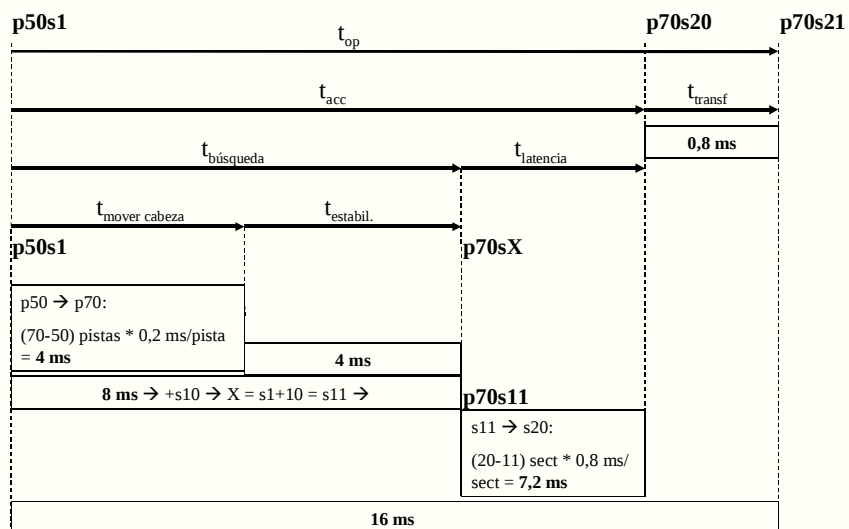 p50s1
p70s20
p70s21
t_op
t_acc
t_transf
0,8 ms
t_búsqueda
t_latencia
t_mover cabeza
t_estabil.
p50s1
p70sX
p50 → p70:
(70-50) pistas * 0,2 ms/pista
= 4 ms
4 ms
8 ms → +s10 → X = s1+10 = s11 →
p70s11
s11 → s20:
(20-11) sect * 0,8 ms/
sect = 7,2 ms
16 ms